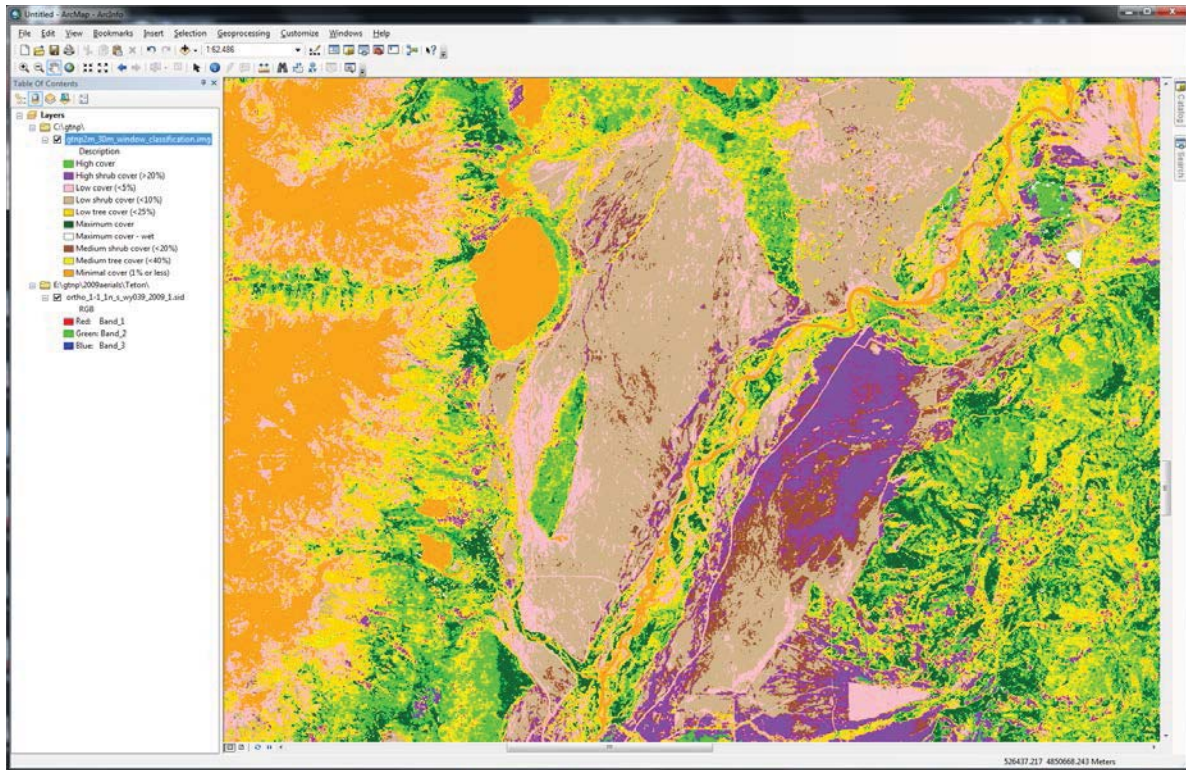 Untitled - ArcMap - ArcInfo
File Edit View Bookmarks Insert Selection Geoprocessing Customize Windows Help
1:62,486
Table Of Contents
Layers
C:\gtnp\
gtnp2m_30m_window_classification.img
Description
High cover
High shrub cover (>20%)
Low cover (<5%)
Low shrub cover (<10%)
Low tree cover (<25%)
Maximum cover
Maximum cover - wet
Medium shrub cover (<20%)
Medium tree cover (<40%)
Minimal cover (1% or less)
E:\gtnp\2009aerials\Teton\
ortho_1-1_1n_s_wy039_2009_1.sid
RGB
Red: Band_1
Green: Band_2
Blue: Band_3
Catalog
Search
526437.217 4850668.243 Meters